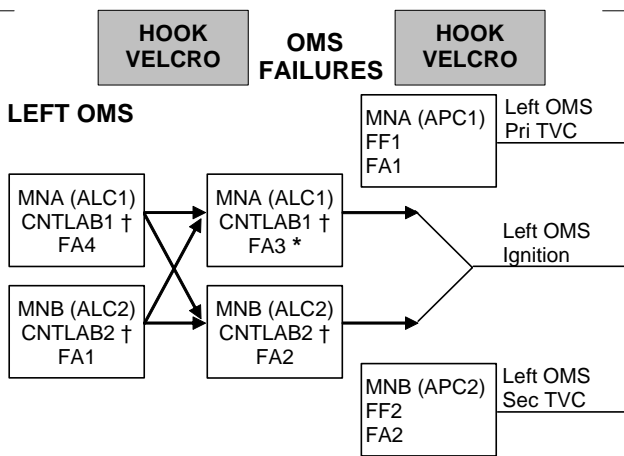 HOOK
VELCRO
OMS
FAILURES
HOOK
VELCRO
LEFT OMS
MNA (APC1)
FF1
FA1
Left OMS
Pri TVC
MNA (ALC1)
CNTLAB1 †
FA4
MNA (ALC1)
CNTLAB1 †
FA3 *
Left OMS
Ignition
MNB (ALC2)
CNTLAB2 †
FA1
MNB (ALC2)
CNTLAB2 †
FA2
MNB (APC2)
FF2
FA2
Left OMS
Sec TVC